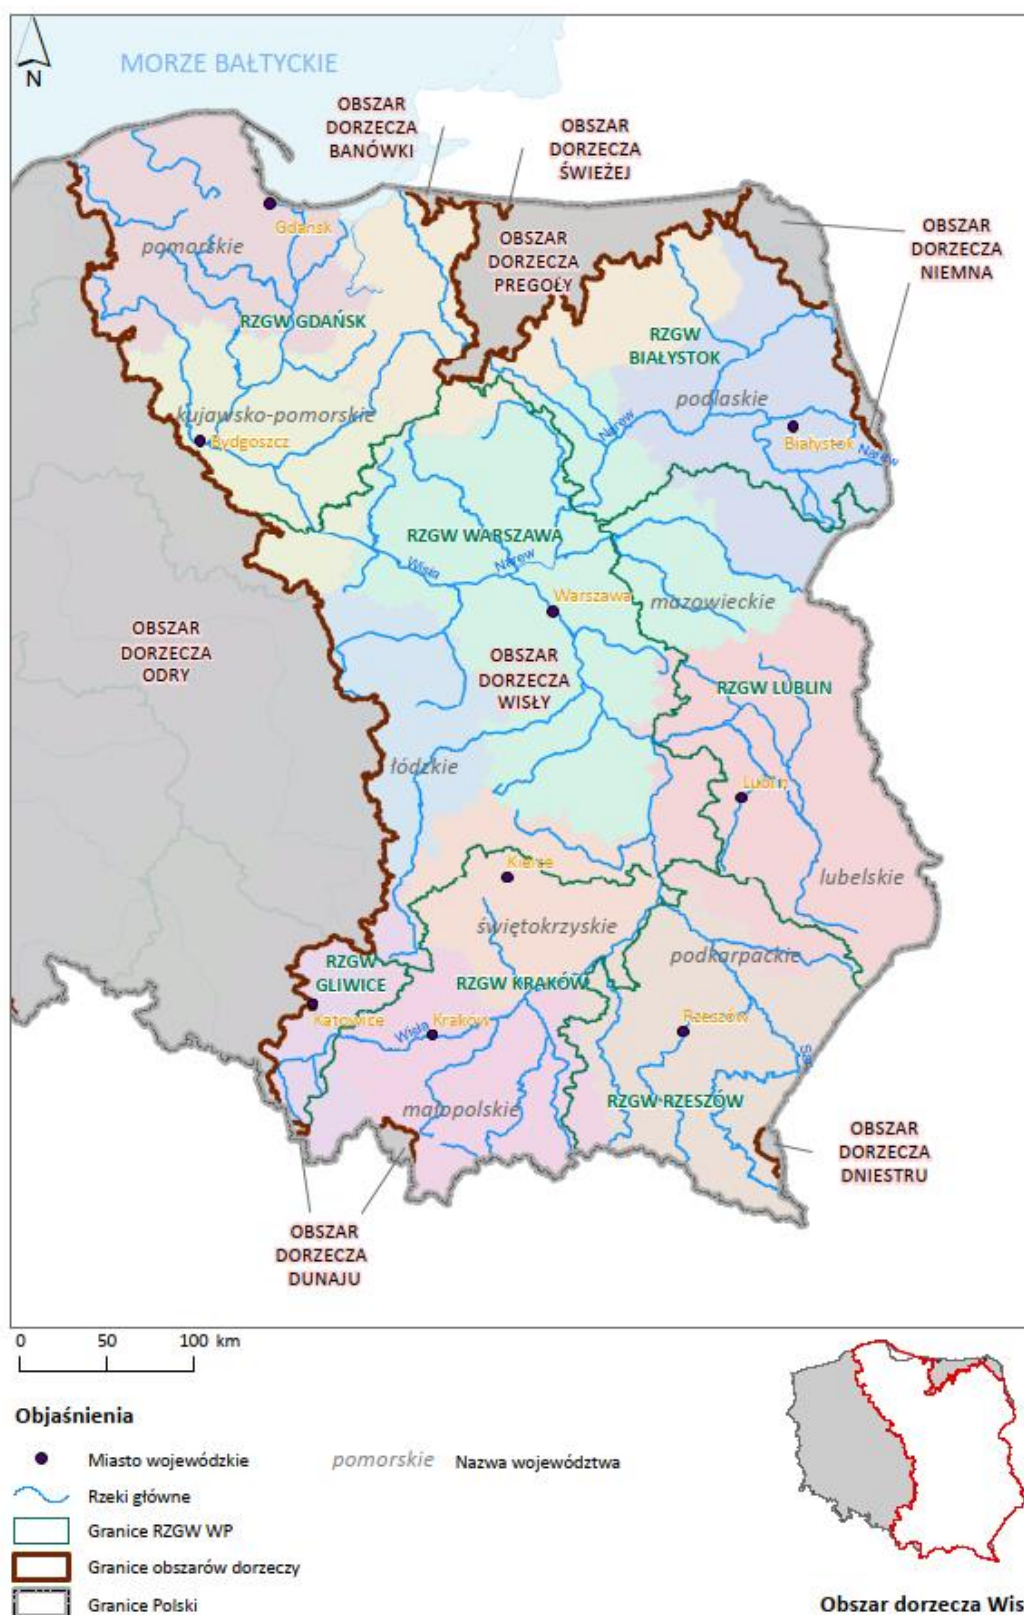 N
MORZE BAŁTYCKIE
OBSZAR
DORZECZA
BANÓWKI
OBSZAR
DORZECZA
ŚWIEŻEJ
OBSZAR
DORZECZA
NIEMNA
OBSZAR
DORZECZA
PREGOŁY
Gdańsk
pomorskie
RZGW GDAŃSK
RZGW
BIAŁYSTOK
podlaskie
kujawsko-pomorskie
Bydgoszcz
Narew
Białystok
Narew
RZGW WARSZAWA
Wisła
Narew
Warszawa
mazowieckie
OBSZAR
DORZECZA
ODRY
OBSZAR
DORZECZA
WISŁY
RZGW LUBLIN
łódzkie
Lublin
Kielce
lubelskie
świętokrzyskie
podkarpackie
RZGW
GLIWICE
RZGW KRAKÓW
Katowice
Wisła
Kraków
Rzeszów
San
małopolskie
RZGW RZESZÓW
OBSZAR
DORZECZA
DNIESTRU
OBSZAR
DORZECZA
DUNAJU
0 50 100 km
Objaśnienia
Miasto wojewódzkie
pomorskie Nazwa województwa
Rzeki główne
Granice RZGW WP
Granice obszarów dorzeczy
Granice Polski
Obszar dorzecza Wis